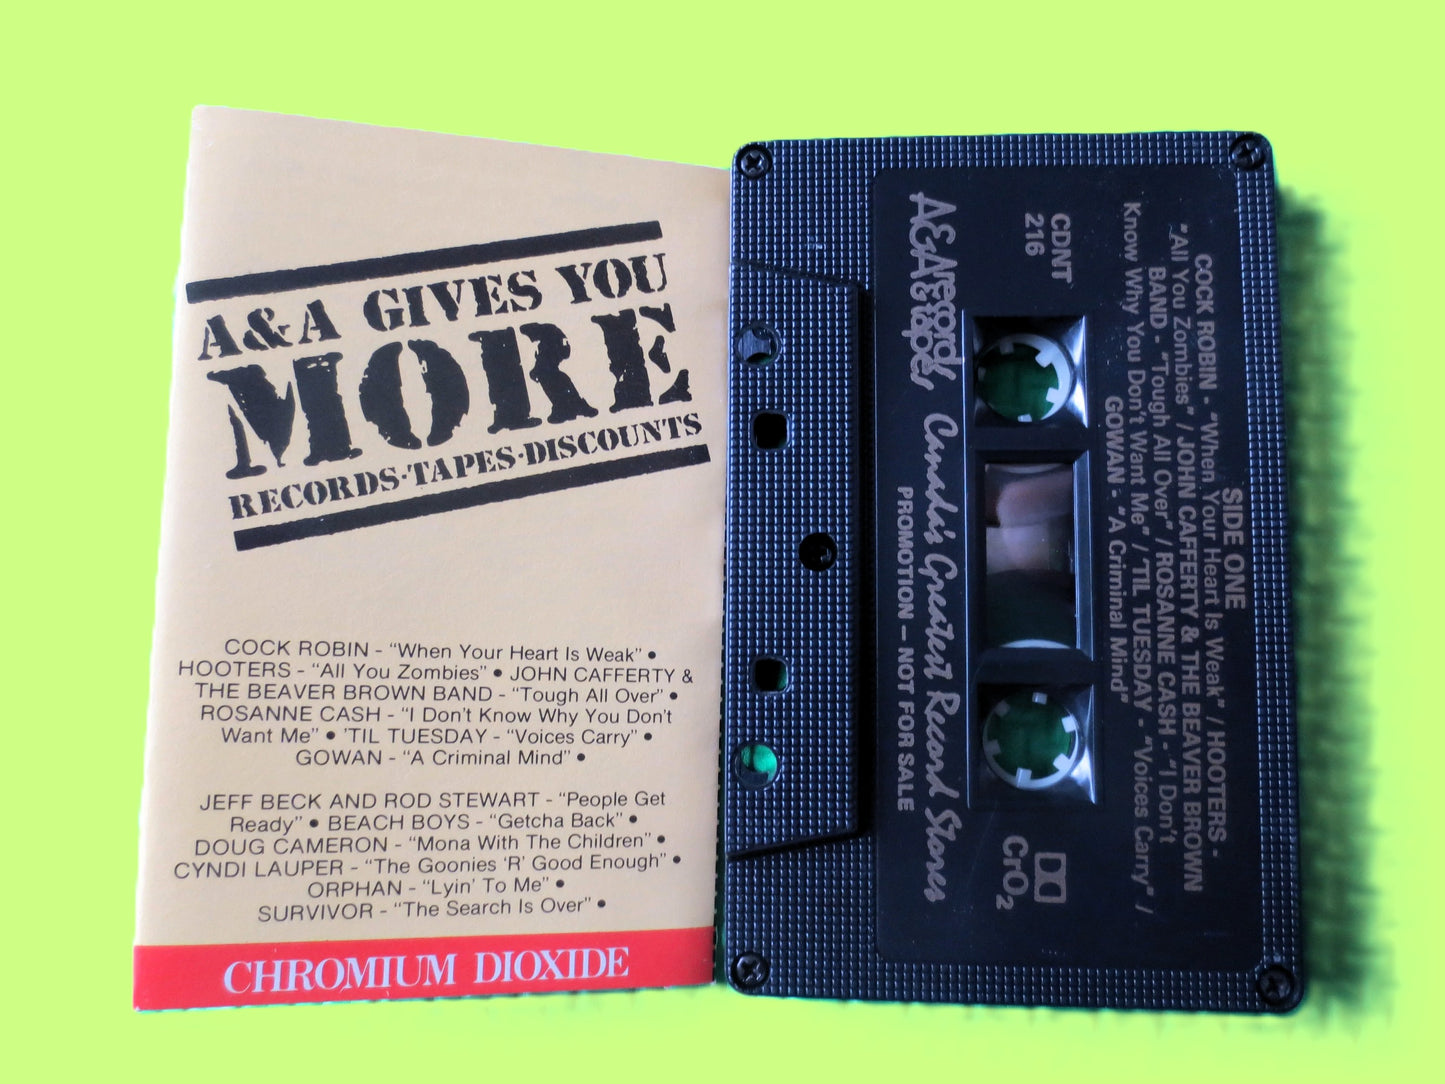 A&A GIVES YOU
MORE
RECORDS·TAPES·DISCOUNTS
COCK ROBIN - “When Your Heart Is Weak” •
HOOTERS - “All You Zombies” • JOHN CAFFERTY &
THE BEAVER BROWN BAND - “Tough All Over” •
ROSANNE CASH - “I Don’t Know Why You Don’t
Want Me” • ’TIL TUESDAY - “Voices Carry” •
GOWAN - “A Criminal Mind” •
JEFF BECK AND ROD STEWART - “People Get
Ready” • BEACH BOYS - “Getcha Back” •
DOUG CAMERON - “Mona With The Children” •
CYNDI LAUPER - “The Goonies ‘R’ Good Enough” •
ORPHAN - “Lyin’ To Me” •
SURVIVOR - “The Search Is Over” •
CHROMIUM DIOXIDE
SIDE ONE
COCK ROBIN - “When Your Heart Is Weak” / HOOTERS -
“All You Zombies” / JOHN CAFFERTY & THE BEAVER BROWN
BAND - “Tough All Over” / ROSANNE CASH - “I Don’t
Know Why You Don’t Want Me” / ’TIL TUESDAY - “Voices Carry” /
GOWAN - “A Criminal Mind”
CDNT
216
CrO2
A&A records
A&A tapes
Canada's Greatest Record Stores
PROMOTION — NOT FOR SALE